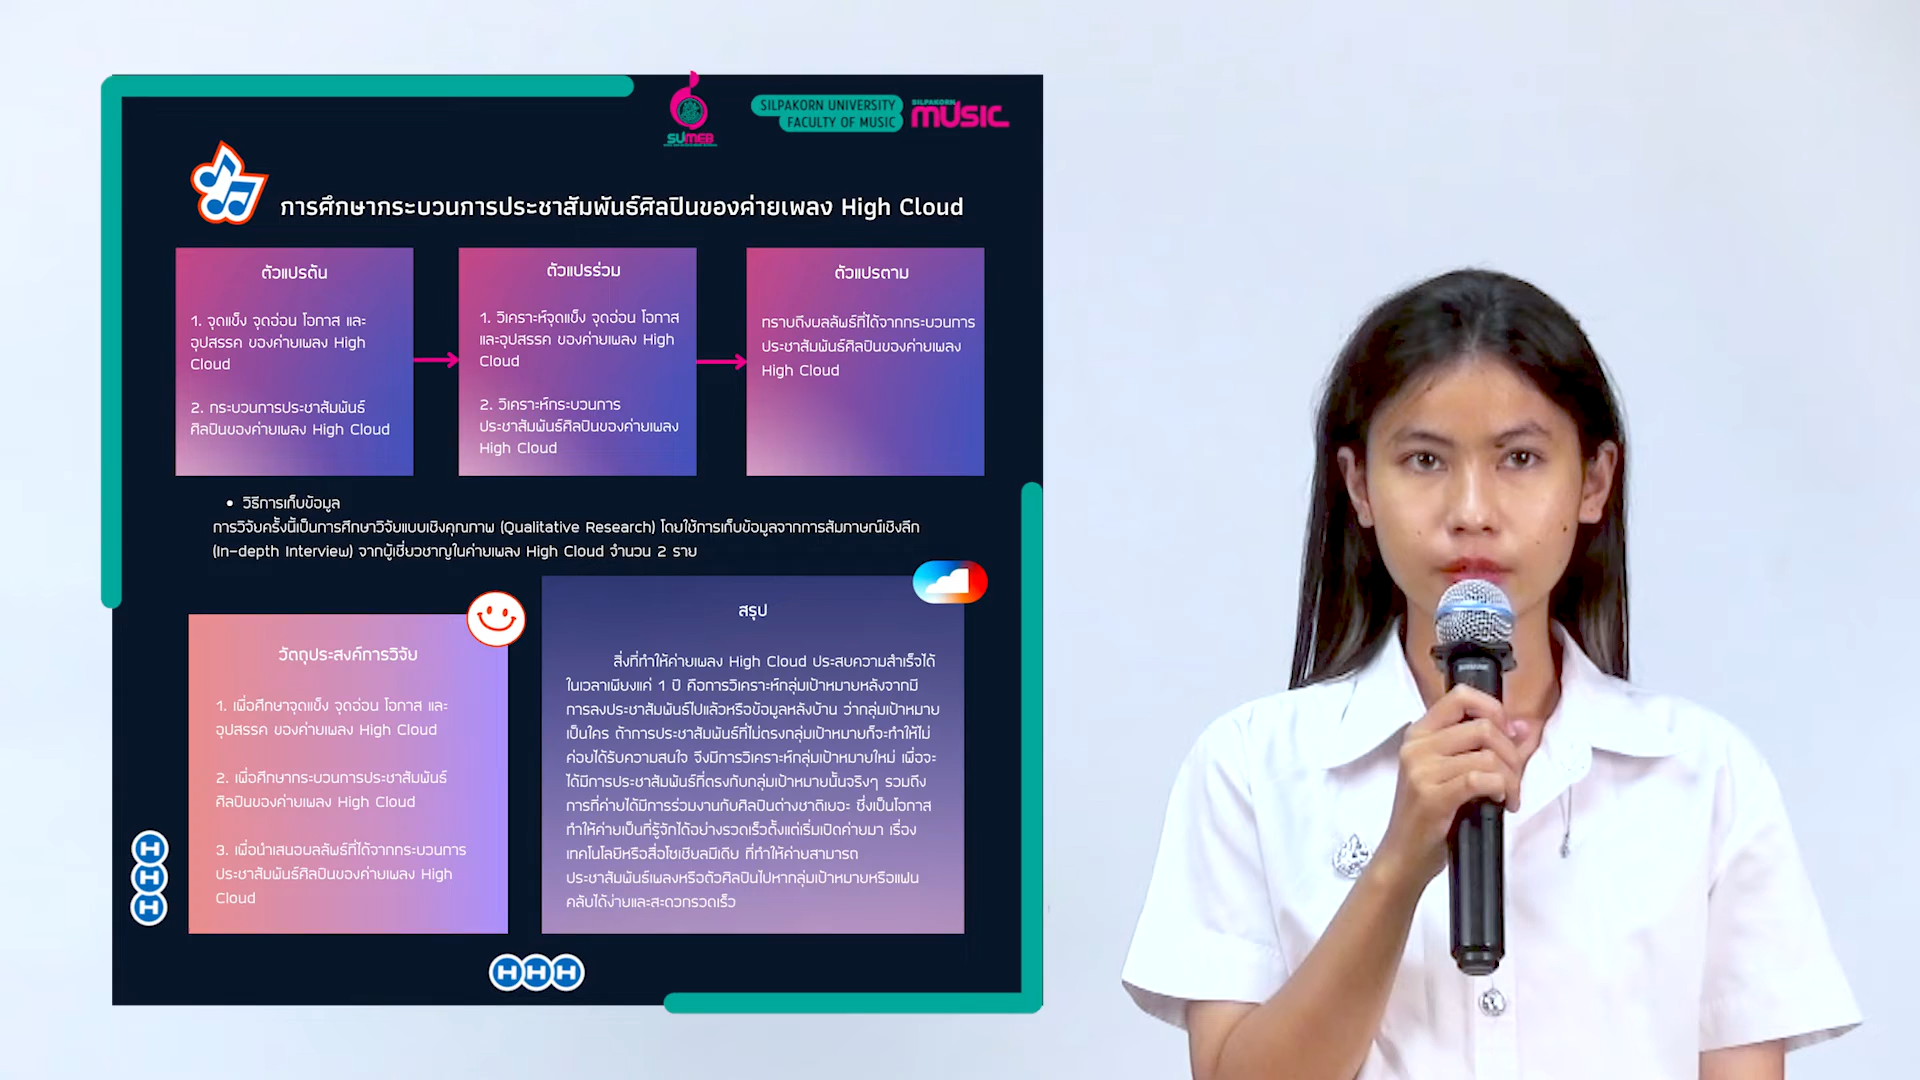 SUMEB
SILPAKORN UNIVERSITY
FACULTY OF MUSIC
SILPAKORN
MUSIC
การศึกษากระบวนการประชาสัมพันธ์ศิลปินของค่ายเพลง High Cloud
ตัวแปรต้น
1. จุดแข็ง จุดอ่อน โอกาส และ
อุปสรรค ของค่ายเพลง High
Cloud
2. กระบวนการประชาสัมพันธ์
ศิลปินของค่ายเพลง High Cloud
ตัวแปรร่วม
1. วิเคราะห์จุดแข็ง จุดอ่อน โอกาส
และอุปสรรค ของค่ายเพลง High
Cloud
2. วิเคราะห์กระบวนการ
ประชาสัมพันธ์ศิลปินของค่ายเพลง
High Cloud
ตัวแปรตาม
ทราบถึงผลลัพธ์ที่ได้จากกระบวนการ
ประชาสัมพันธ์ศิลปินของค่ายเพลง
High Cloud
• วิธีการเก็บข้อมูล
การวิจัยครั้งนี้เป็นการศึกษาวิจัยแบบเชิงคุณภาพ (Qualitative Research) โดยใช้การเก็บข้อมูลจากการสัมภาษณ์เชิงลึก
(In-depth Interview) จากผู้เชี่ยวชาญในค่ายเพลง High Cloud จำนวน 2 ราย
วัตถุประสงค์การวิจัย
1. เพื่อศึกษาจุดแข็ง จุดอ่อน โอกาส และ
อุปสรรค ของค่ายเพลง High Cloud
2. เพื่อศึกษากระบวนการประชาสัมพันธ์
ศิลปินของค่ายเพลง High Cloud
3. เพื่อนำเสนอผลลัพธ์ที่ได้จากกระบวนการ
ประชาสัมพันธ์ศิลปินของค่ายเพลง High
Cloud
สรุป
สิ่งที่ทำให้ค่ายเพลง High Cloud ประสบความสำเร็จได้
ในเวลาเพียงแค่ 1 ปี คือการวิเคราะห์กลุ่มเป้าหมายหลังจากมี
การลงประชาสัมพันธ์ไปแล้วหรือข้อมูลหลังบ้าน ว่ากลุ่มเป้าหมาย
เป็นใคร ถ้าการประชาสัมพันธ์ที่ไม่ตรงกลุ่มเป้าหมายก็จะทำให้ไม่
ค่อยได้รับความสนใจ จึงมีการวิเคราะห์กลุ่มเป้าหมายใหม่ เพื่อจะ
ได้มีการประชาสัมพันธ์ที่ตรงกับกลุ่มเป้าหมายนั้นจริงๆ รวมถึง
การที่ค่ายได้มีการร่วมงานกับศิลปินต่างชาติเยอะ ซึ่งเป็นโอกาส
ทำให้ค่ายเป็นที่รู้จักได้อย่างรวดเร็วตั้งแต่เริ่มเปิดค่ายมา เรื่อง
เทคโนโลยีหรือสื่อโซเชียลมีเดีย ที่ทำให้ค่ายสามารถ
ประชาสัมพันธ์เพลงหรือตัวศิลปินไปหากลุ่มเป้าหมายหรือแฟน
คลับได้ง่ายและสะดวกรวดเร็ว
H
H
H
HHH